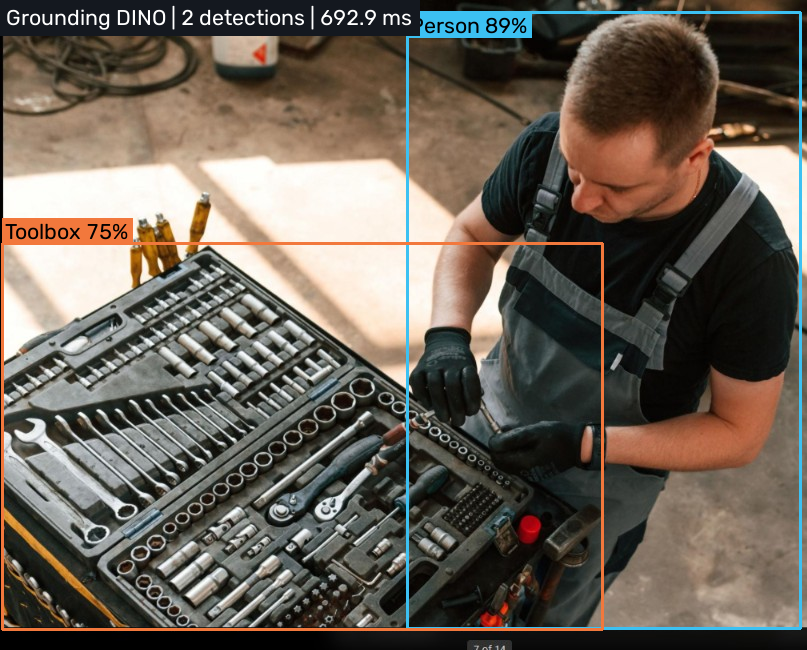 Grounding DINO | 2 detections | 692.9 ms
Person 89%
Toolbox 75%
7 of 14